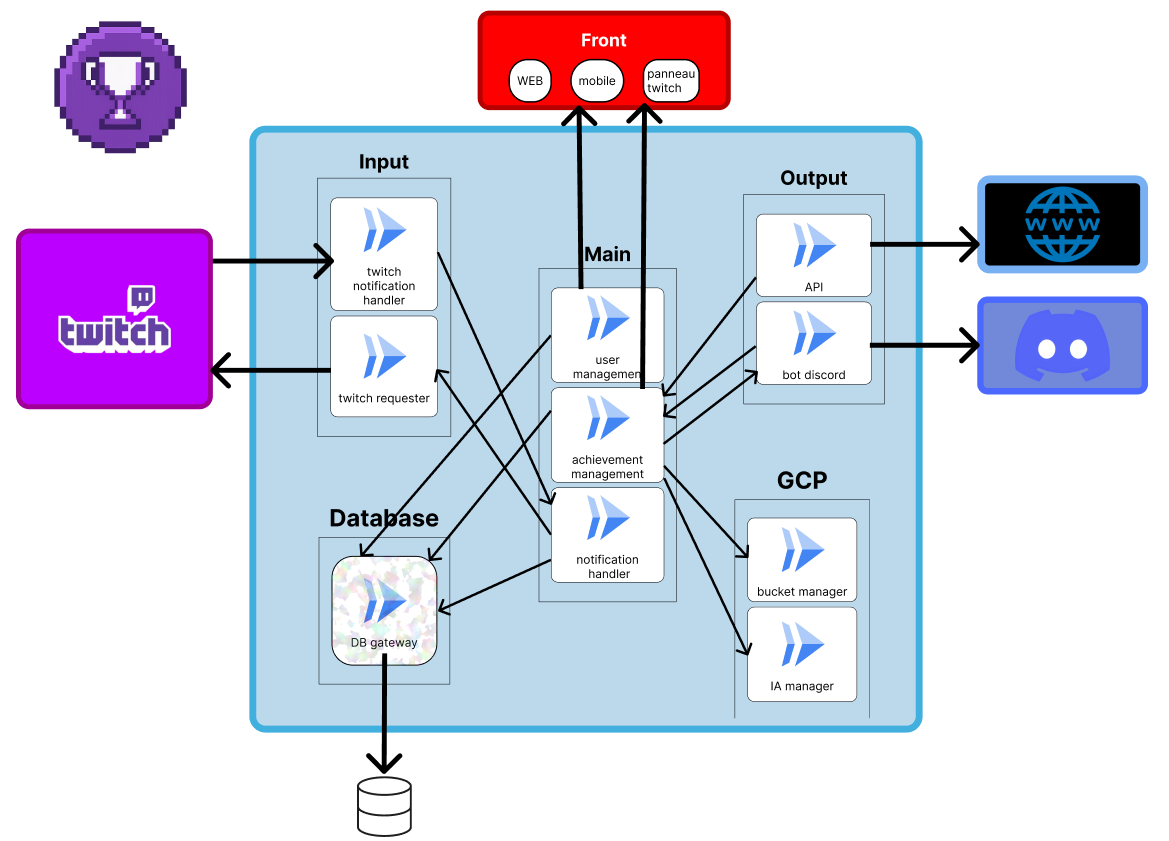 Front
WEB
mobile
panneau
twitch
Input
twitch
notification
handler
twitch requester
twitch
Main
user
management
achievement
management
notification
handler
Output
API
bot discord
www
GCP
bucket manager
IA manager
Database
DB gateway